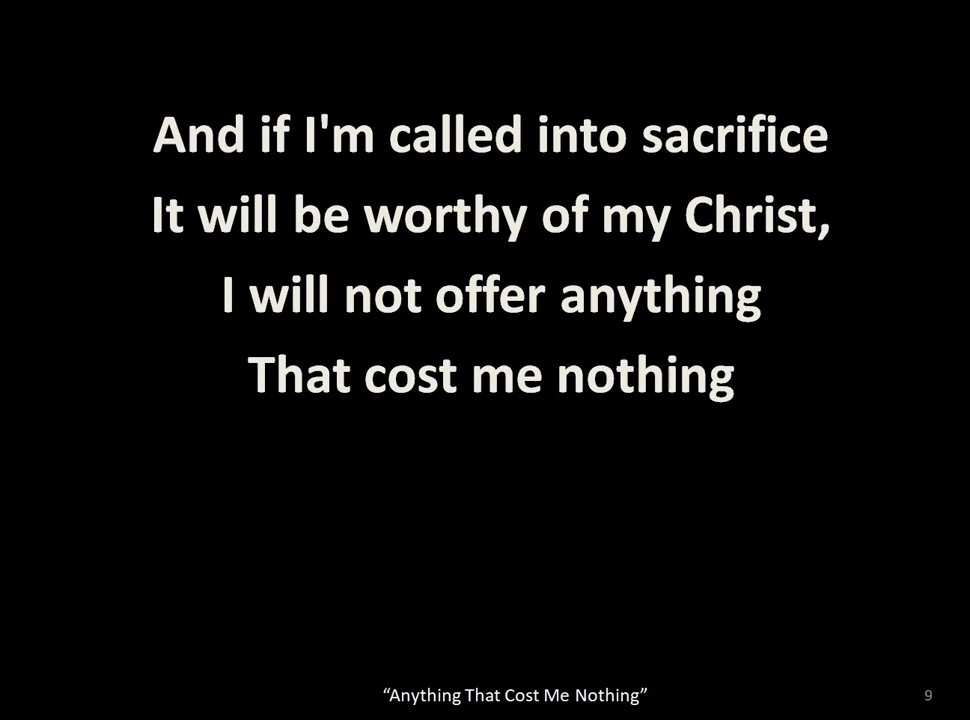 And if I'm called into sacrifice
It will be worthy of my Christ,
I will not offer anything
That cost me nothing
“Anything That Cost Me Nothing”
9